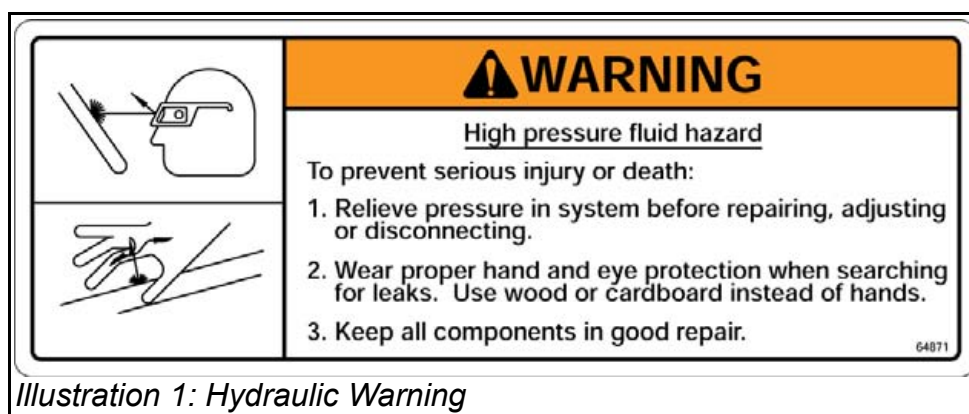 WARNING
High pressure fluid hazard
To prevent serious injury or death:
1. Relieve pressure in system before repairing, adjusting
or disconnecting.
2. Wear proper hand and eye protection when searching
for leaks.  Use wood or cardboard instead of hands.
3. Keep all components in good repair.
64871
Illustration 1: Hydraulic Warning